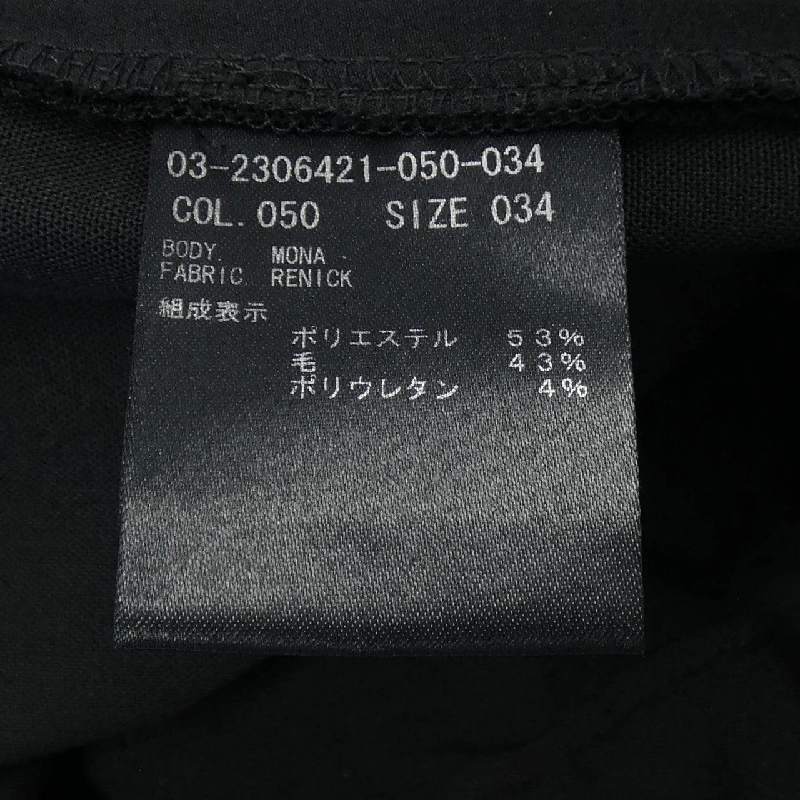 03-2306421-050-034
COL. 050 SIZE 034
BODY MONA
FABRIC RENICK
組成表示
ポリエステル 53%
毛 43%
ポリウレタン 4%